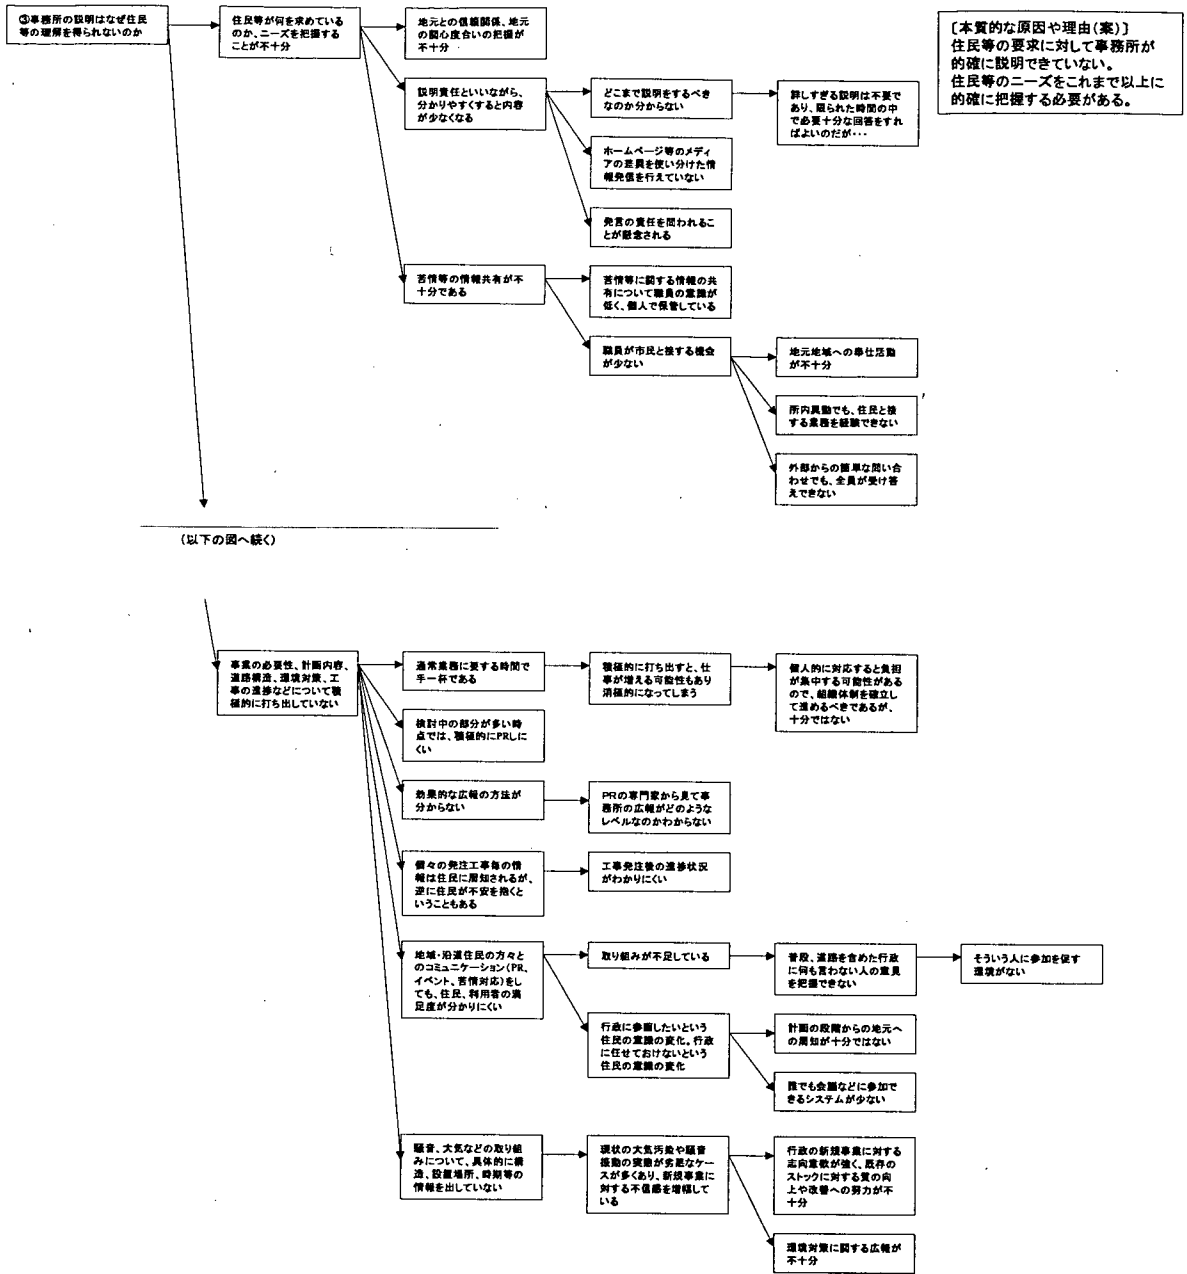 ③事務所の説明はなぜ住民
等の理解を得られないのか
住民等が何を求めている
のか、ニーズを把握する
ことが不十分
地元との信頼関係、地元
の関心度合いの把握が
不十分
説明責任といいながら、
分かりやすくすると内容
が少なくなる
どこまで説明をするべき
なのか分からない
詳しすぎる説明は不要で
あり、限られた時間の中
で必要十分な回答をすれ
ばよいのだが・・・
ホームページ等のメディ
アの差異を使い分けた情
報発信を行えていない
発言の責任を問われるこ
とが懸念される
苦情等の情報共有が不
十分である
苦情等に関する情報の共
有について職員の意識が
低く、個人で保管している
職員が市民と接する機会
が少ない
地元地域への奉仕活動
が不十分
所内異動でも、住民と接
する業務を経験できない
外部からの簡単な問い合
わせでも、全員が受け答
えできない
[本質的な原因や理由(案)]
住民等の要求に対して事務所が
的確に説明できていない。
住民等のニーズをこれまで以上に
的確に把握する必要がある。
(以下の図へ続く)
事業の必要性、計画内容、
道路構造、環境対策、工
事の進捗などについて積
極的に打ち出していない
通常業務に要する時間で
手一杯である
積極的に打ち出すと、仕
事が増える可能性もあり
消極的になってしまう
個人的に対応すると負担
が集中する可能性がある
ので、組織体制を確立し
て進めるべきであるが、
十分ではない
検討中の部分が多い時
点では、積極的にPRしに
くい
効果的な広報の方法が
分からない
PRの専門家から見て事
務所の広報がどのような
レベルなのかわからない
個々の発注工事毎の情
報は住民に周知されるが、
逆に住民が不安を抱くと
いうこともある
工事発注後の進捗状況
がわかりにくい
地域・沿道住民の方々と
のコミュニケーション(PR、
イベント、苦情対応)をし
ても、住民、利用者の満
足度が分かりにくい
取り組みが不足している
普段、道路を含めた行政
に何も言わない人の意見
を把握できない
そういう人に参加を促す
環境がない
行政に参画したいという
住民の意識の変化。行政
に任せておけないという
住民の意識の変化
計画の段階からの地元へ
の周知が十分ではない
誰でも会議などに参加で
きるシステムが少ない
騒音、大気などの取り組
みについて、具体的に構
造、設置場所、時期等の
情報を出していない
現状の大気汚染や騒音
振動の実態が劣悪なケー
スが多くあり、新規事業に
対する不信感を増幅して
いる
行政の新規事業に対する
志向意欲が強く、既存の
ストックに対する質の向
上や改善への努力が不
十分
環境対策に関する広報が
不十分